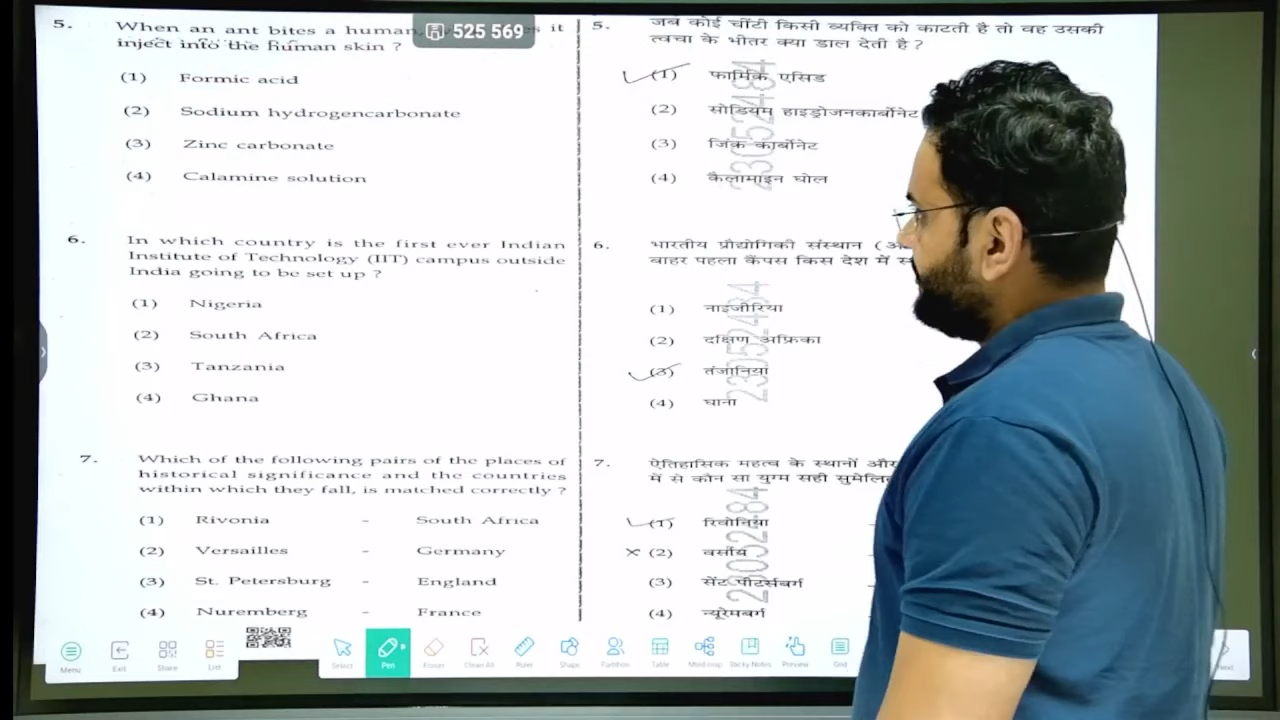 525 569
5. When an ant bites a human, it
inject into the human skin ?
(1) Formic acid
(2) Sodium hydrogencarbonate
(3) Zinc carbonate
(4) Calamine solution
6. In which country is the first ever Indian
Institute of Technology (IIT) campus outside
India going to be set up ?
(1) Nigeria
(2) South Africa
(3) Tanzania
(4) Ghana
7. Which of the following pairs of the places of
historical significance and the countries
within which they fall, is matched correctly ?
(1) Rivonia - South Africa
(2) Versailles - Germany
(3) St. Petersburg - England
(4) Nuremberg - France
5. जब कोई चींटी किसी व्यक्ति को काटती है तो वह उसकी
त्वचा के भीतर क्या डाल देती है ?
(1) फार्मिक एसिड
(2) सोडियम हाइड्रोजनकार्बोनेट
(3) जिंक कार्बोनेट
(4) कैलामाइन घोल
6. भारतीय प्रौद्योगिकी संस्थान
बाहर पहला कैंपस किस देश में
(1) नाइजीरिया
(2) दक्षिण अफ्रिका
(3) तंजानिया
(4) घाना
7. ऐतिहासिक महत्व के स्थानों और
में से कौन सा युग्म सही
(1) रिवोनिया
(2) वर्साय
(3) सेंट पीटर्सबर्ग
(4) न्यूरेमबर्ग
23052484
23052484
23052484
Menu Exit Share List Select Pen Eraser Clean All Ruler Shape Function Table Mind map Sticky Notes Preview Grid Next